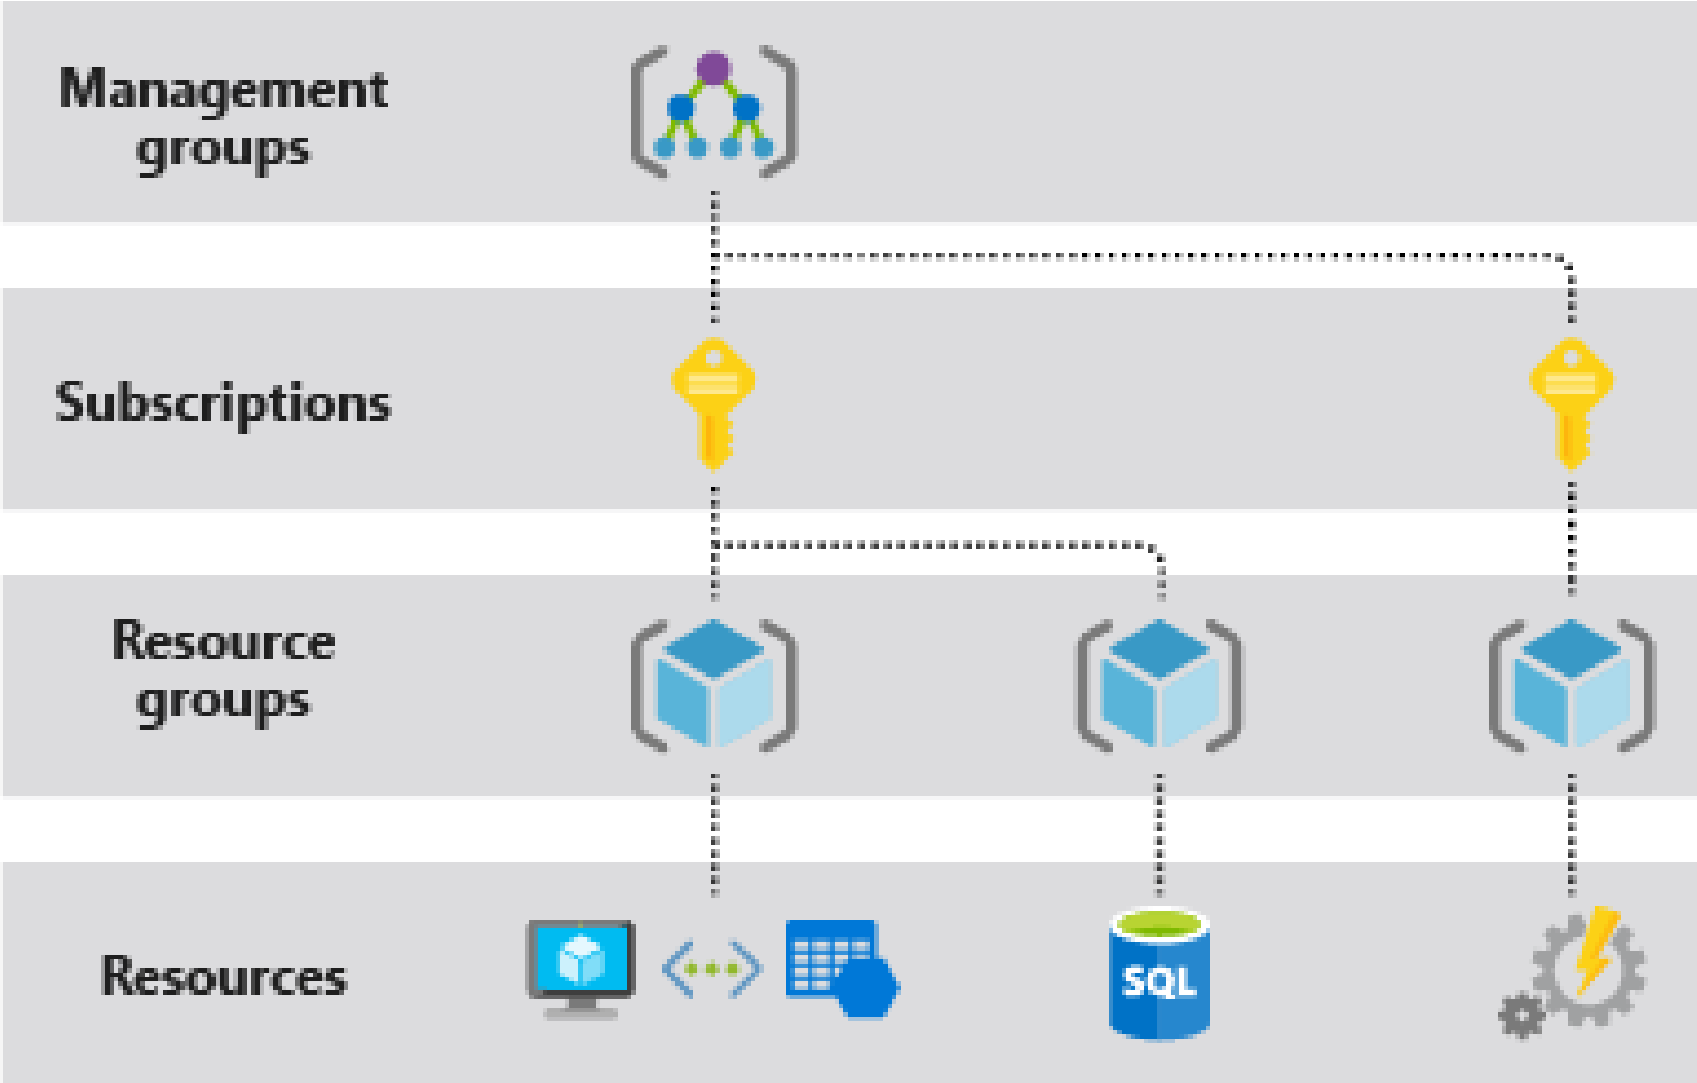 Management
groups
Subscriptions
Resource
groups
Resources
SQL